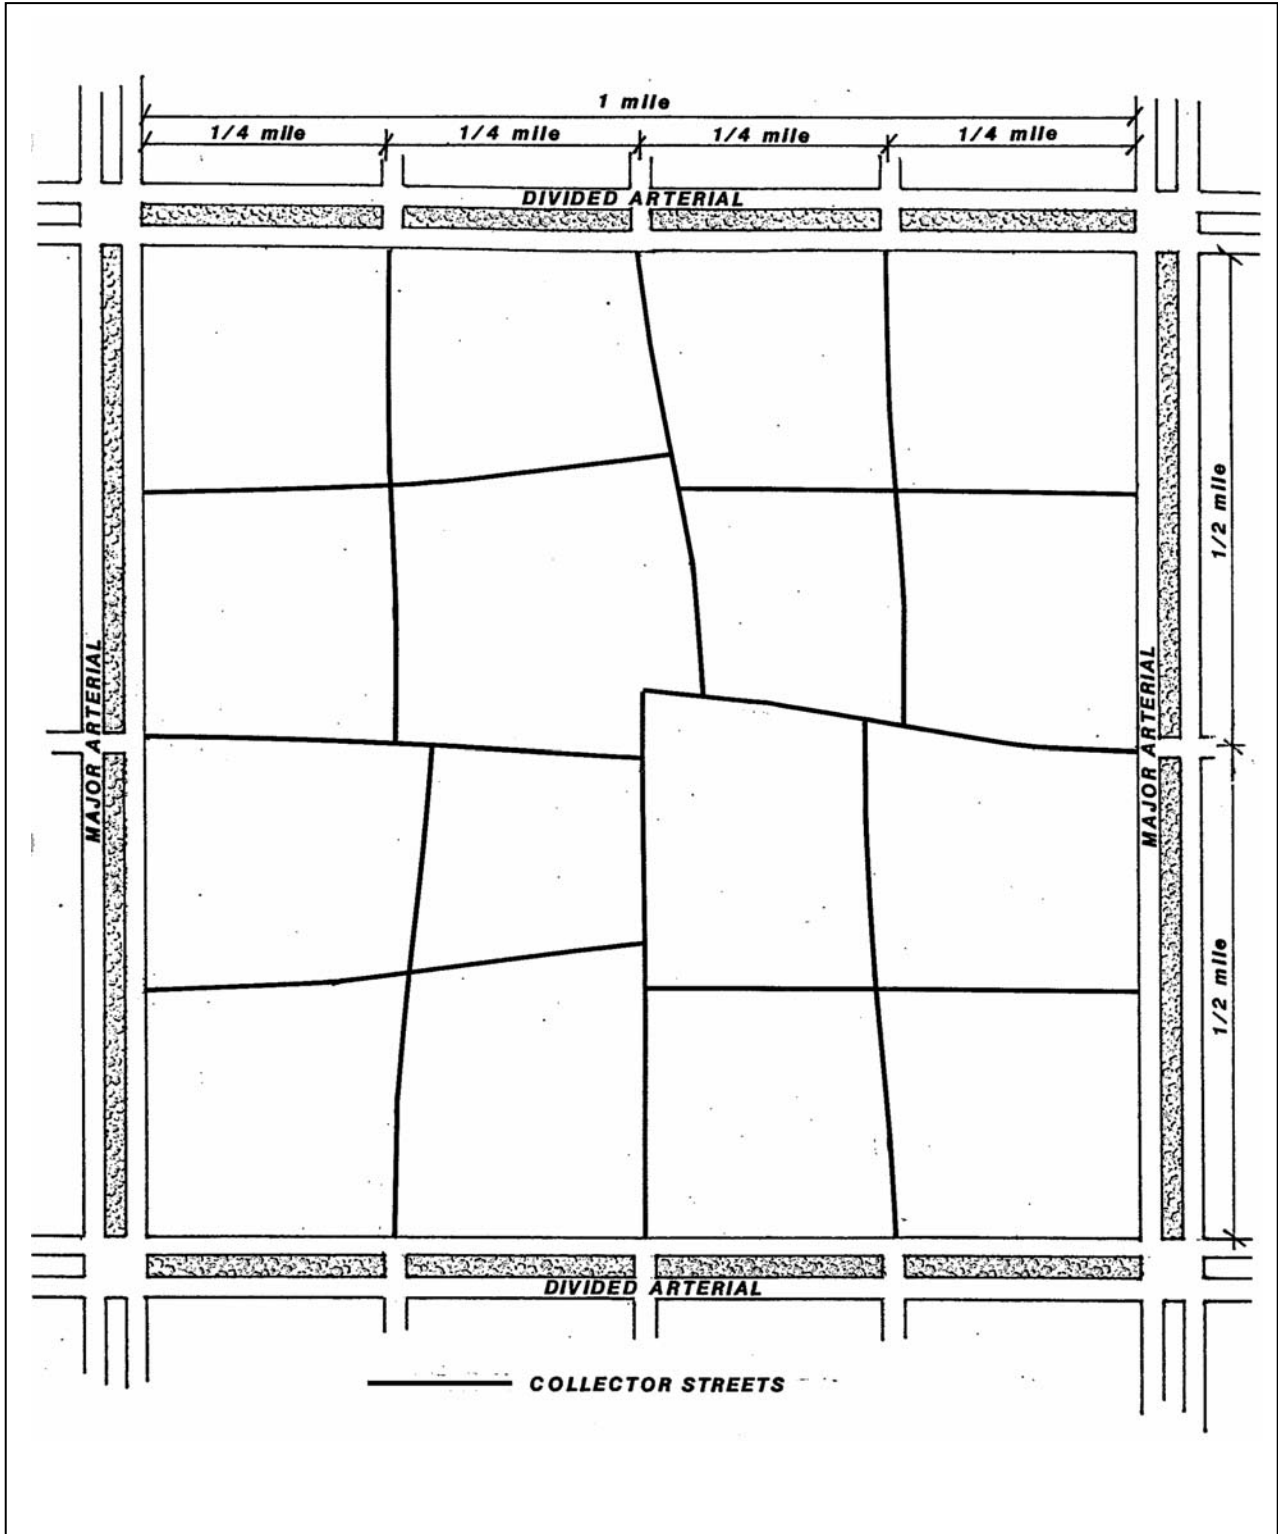 1 mile
1/4 mile 1/4 mile 1/4 mile 1/4 mile
DIVIDED ARTERIAL
1/2 mile
MAJOR ARTERIAL
MAJOR ARTERIAL
1/2 mile
DIVIDED ARTERIAL
COLLECTOR STREETS